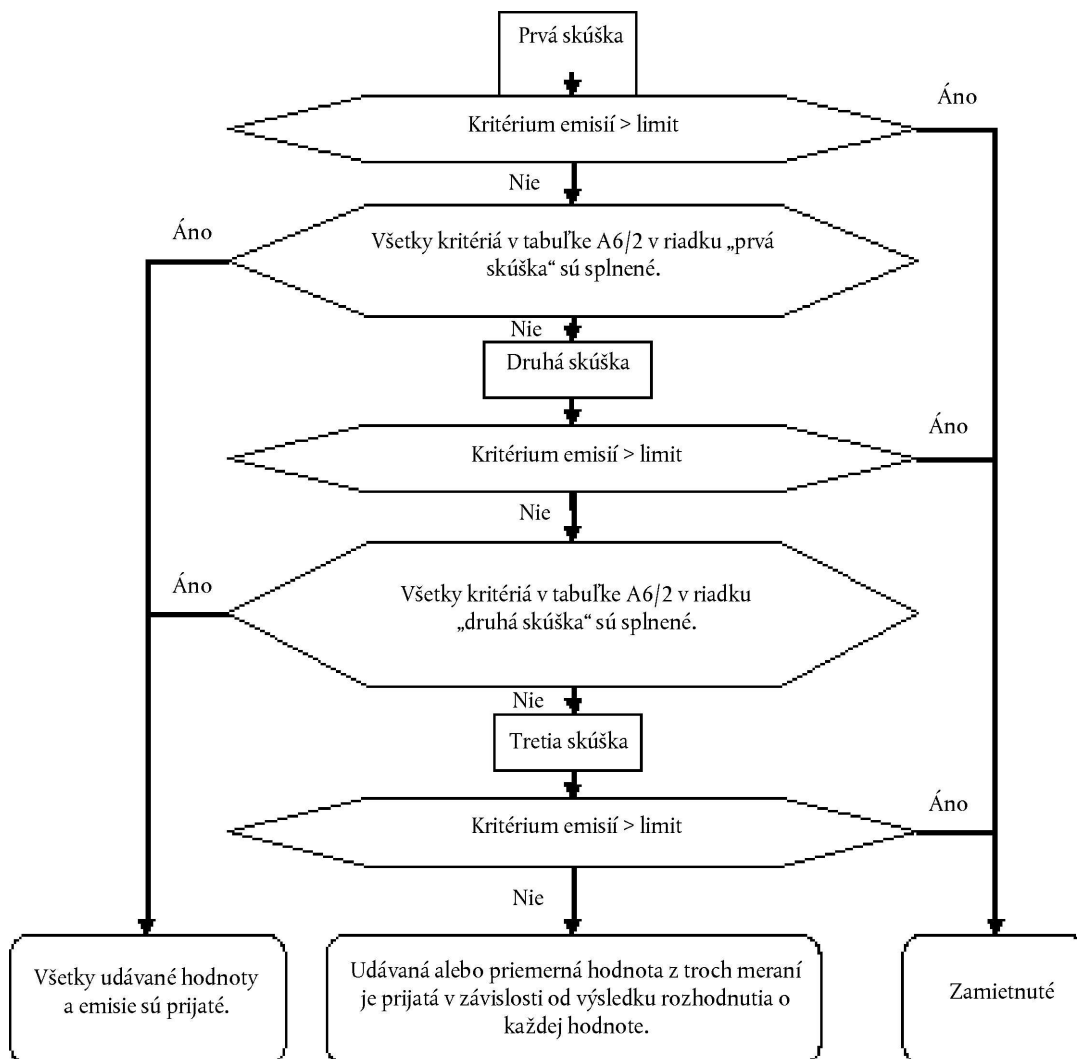 Prvá skúška
Áno
Kritérium emisií > limit
Nie
Áno
Všetky kritériá v tabuľke A6/2 v riadku „prvá
skúška“ sú splnené.
Nie
Druhá skúška
Áno
Kritérium emisií > limit
Nie
Áno
Všetky kritériá v tabuľke A6/2 v riadku
„druhá skúška“ sú splnené.
Nie
Tretia skúška
Áno
Kritérium emisií > limit
Nie
Všetky udávané hodnoty
a emisie sú prijaté.
Udávaná alebo priemerná hodnota z troch meraní
je prijatá v závislosti od výsledku rozhodnutia o
každej hodnote.
Zamietnuté